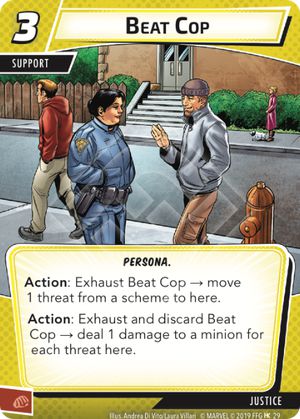 3
BEAT COP
SUPPORT
PERSONA.
Action: Exhaust Beat Cop → move
1 threat from a scheme to here.
Action: Exhaust and discard Beat
Cop → deal 1 damage to a minion for
each threat here.
JUSTICE
Illus. Andrea Di Vito/Laura Villari © MARVEL © 2019 FFG 29